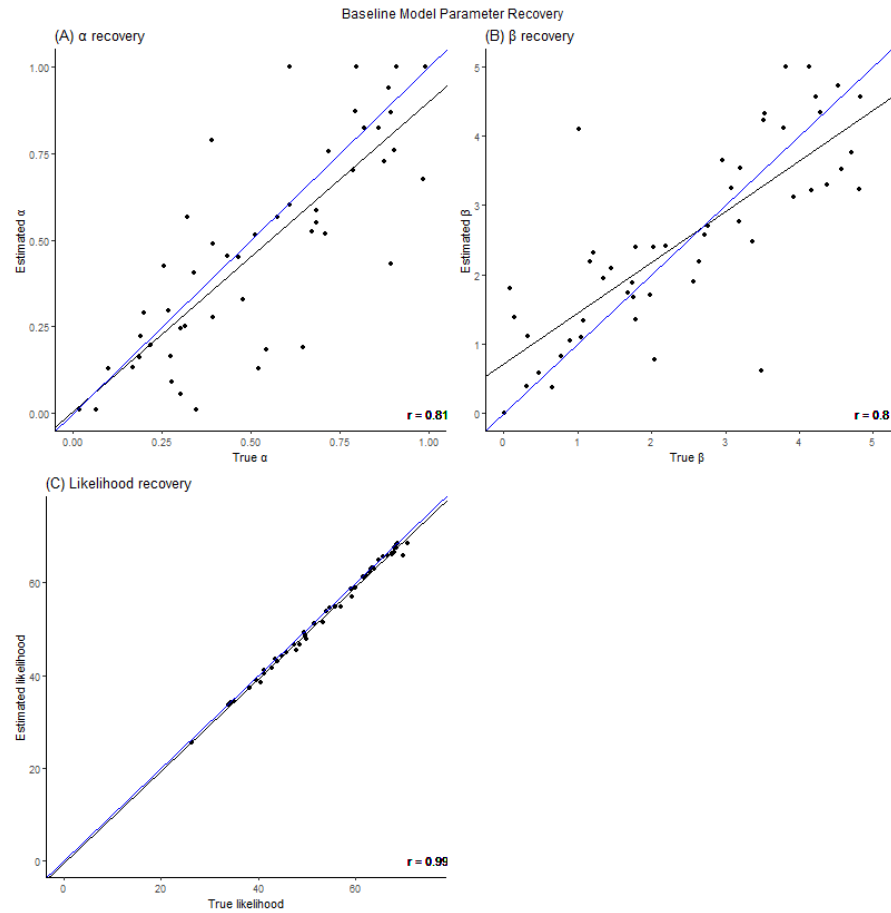 Baseline Model Parameter Recovery
(A) α recovery
Estimated α
1.00
0.75
0.50
0.25
0.00
0.00 0.25 0.50 0.75 1.00
True α
r = 0.81
(B) β recovery
Estimated β
5
4
3
2
1
0
0 1 2 3 4 5
True β
r = 0.8
(C) Likelihood recovery
Estimated likelihood
60
40
20
0
0 20 40 60
True likelihood
r = 0.99